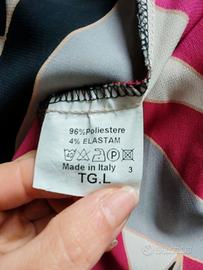 96% Poliestere
4% ELASTAM
Made in Italy 3
TG.L